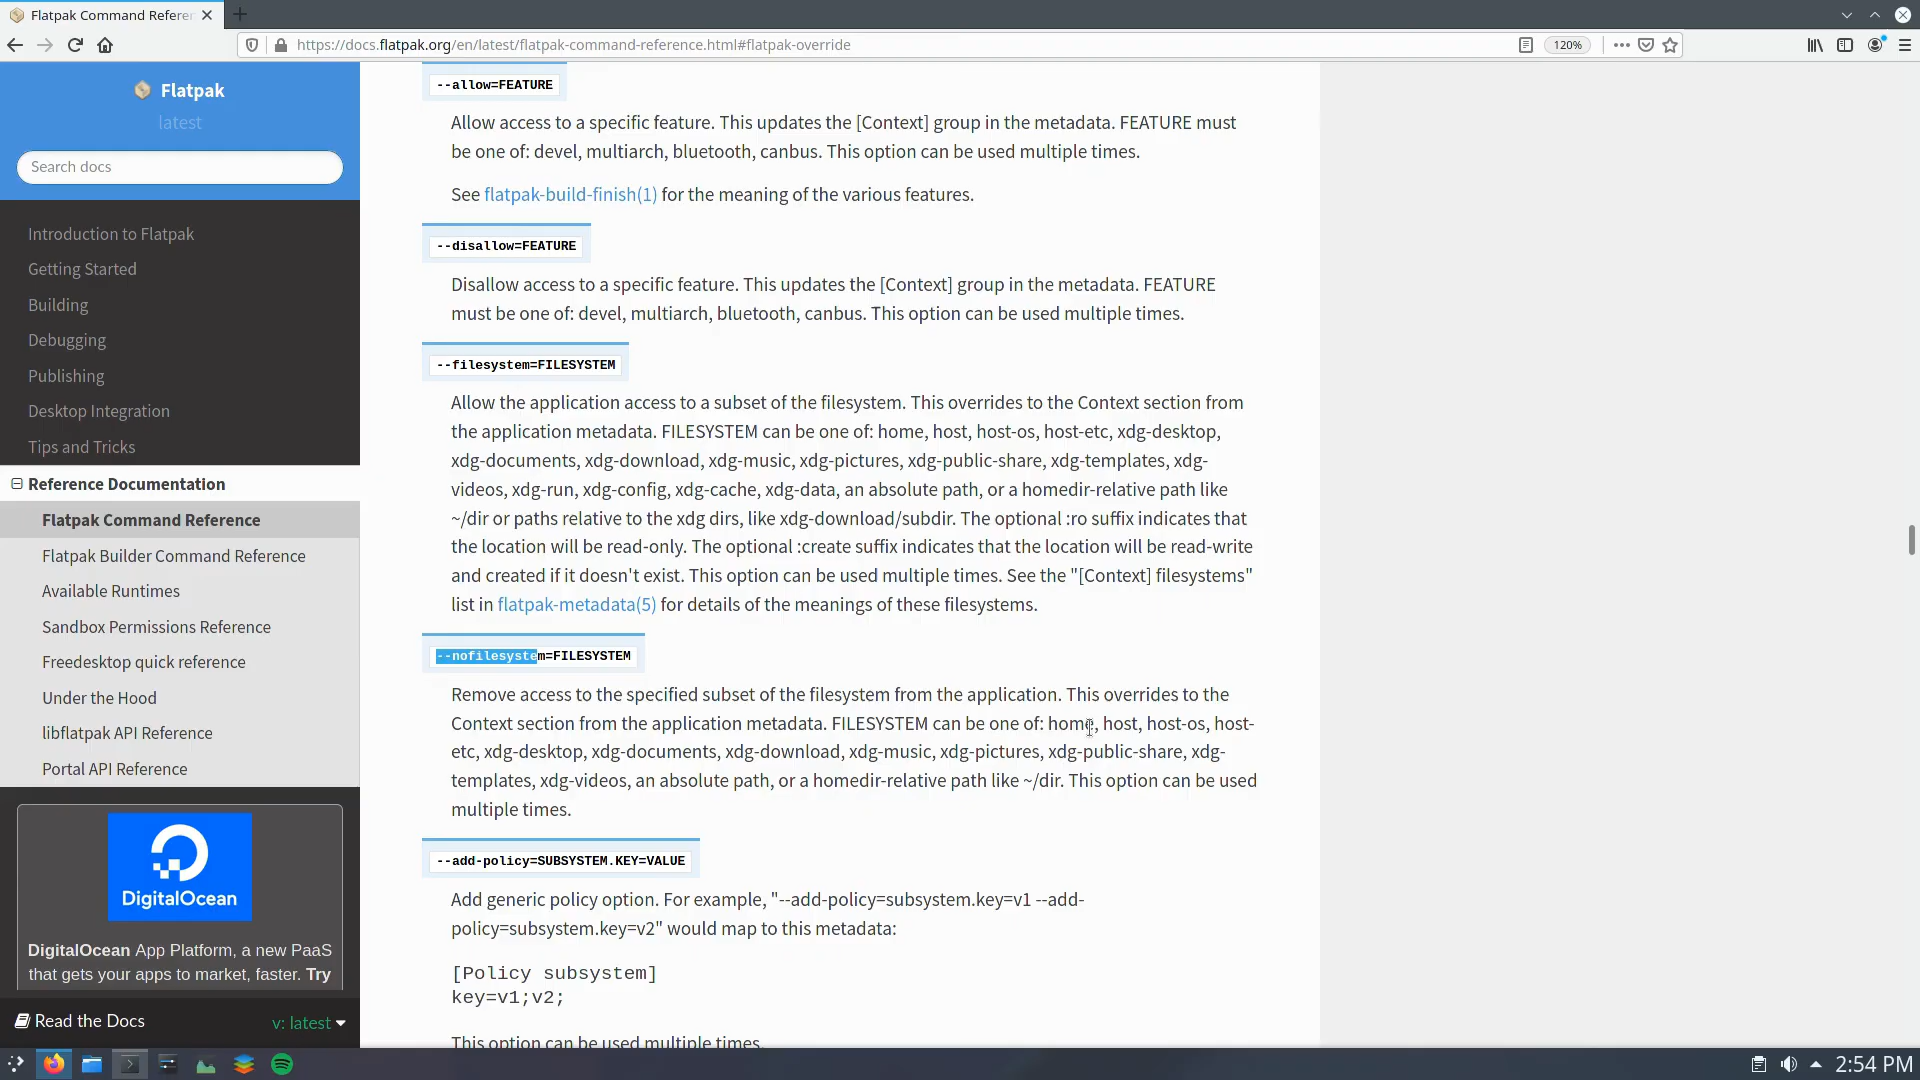 Flatpak Command Refere
https://docs.flatpak.org/en/latest/flatpak-command-reference.html#flatpak-override
120%
Flatpak
latest
Search docs
Introduction to Flatpak
Getting Started
Building
Debugging
Publishing
Desktop Integration
Tips and Tricks
Reference Documentation
Flatpak Command Reference
Flatpak Builder Command Reference
Available Runtimes
Sandbox Permissions Reference
Freedesktop quick reference
Under the Hood
libflatpak API Reference
Portal API Reference
DigitalOcean
DigitalOcean App Platform, a new PaaS
that gets your apps to market, faster. Try
Read the Docs
v: latest
--allow=FEATURE
Allow access to a specific feature. This updates the [Context] group in the metadata. FEATURE must
be one of: devel, multiarch, bluetooth, canbus. This option can be used multiple times.
See flatpak-build-finish(1) for the meaning of the various features.
--disallow=FEATURE
Disallow access to a specific feature. This updates the [Context] group in the metadata. FEATURE
must be one of: devel, multiarch, bluetooth, canbus. This option can be used multiple times.
--filesystem=FILESYSTEM
Allow the application access to a subset of the filesystem. This overrides to the Context section from
the application metadata. FILESYSTEM can be one of: home, host, host-os, host-etc, xdg-desktop,
xdg-documents, xdg-download, xdg-music, xdg-pictures, xdg-public-share, xdg-templates, xdg-
videos, xdg-run, xdg-config, xdg-cache, xdg-data, an absolute path, or a homedir-relative path like
~/dir or paths relative to the xdg dirs, like xdg-download/subdir. The optional :ro suffix indicates that
the location will be read-only. The optional :create suffix indicates that the location will be read-write
and created if it doesn't exist. This option can be used multiple times. See the "[Context] filesystems"
list in flatpak-metadata(5) for details of the meanings of these filesystems.
--nofilesystem=FILESYSTEM
Remove access to the specified subset of the filesystem from the application. This overrides to the
Context section from the application metadata. FILESYSTEM can be one of: home, host, host-os, host-
etc, xdg-desktop, xdg-documents, xdg-download, xdg-music, xdg-pictures, xdg-public-share, xdg-
templates, xdg-videos, an absolute path, or a homedir-relative path like ~/dir. This option can be used
multiple times.
--add-policy=SUBSYSTEM.KEY=VALUE
Add generic policy option. For example, "--add-policy=subsystem.key=v1 --add-
policy=subsystem.key=v2" would map to this metadata:
[Policy subsystem]
key=v1;v2;
This option can be used multiple times.
2:54 PM